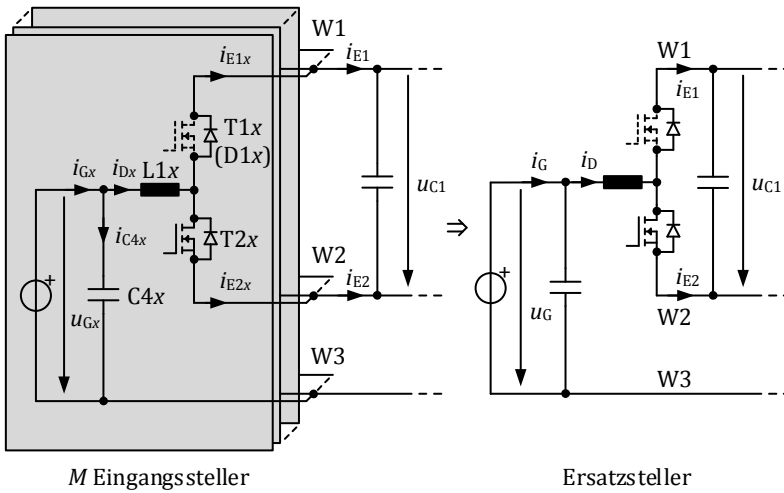 W1
iE1x
iE1
T1x
(D1x)
iGx
iDx
L1x
uC1
iC4x
T2x
W2
iE2x
iE2
C4x
+
uGx
W3
M Eingangssteller
⇒
W1
iE1
iG
iD
uC1
+
iE2
uG
W2
W3
Ersatzsteller